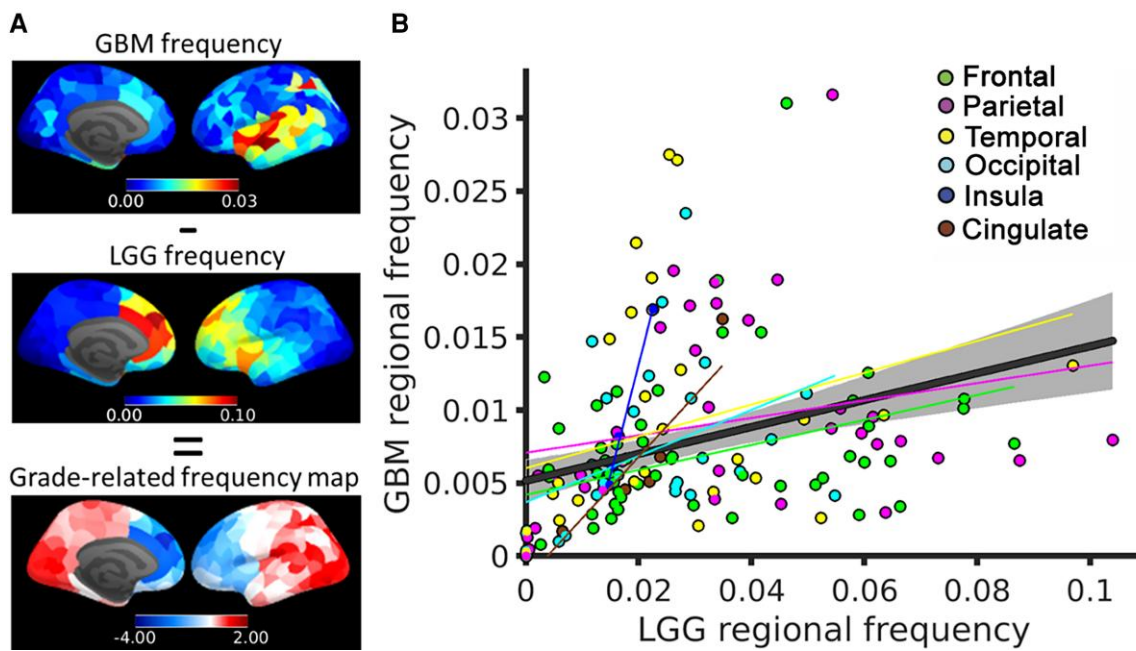 A
GBM frequency
0.00 0.03
-
LGG frequency
0.00 0.10
=
Grade-related frequency map
-4.00 2.00
B
GBM regional frequency
0.03
0.025
0.02
0.015
0.01
0.005
0
0 0.02 0.04 0.06 0.08 0.1
LGG regional frequency
Frontal
Parietal
Temporal
Occipital
Insula
Cingulate